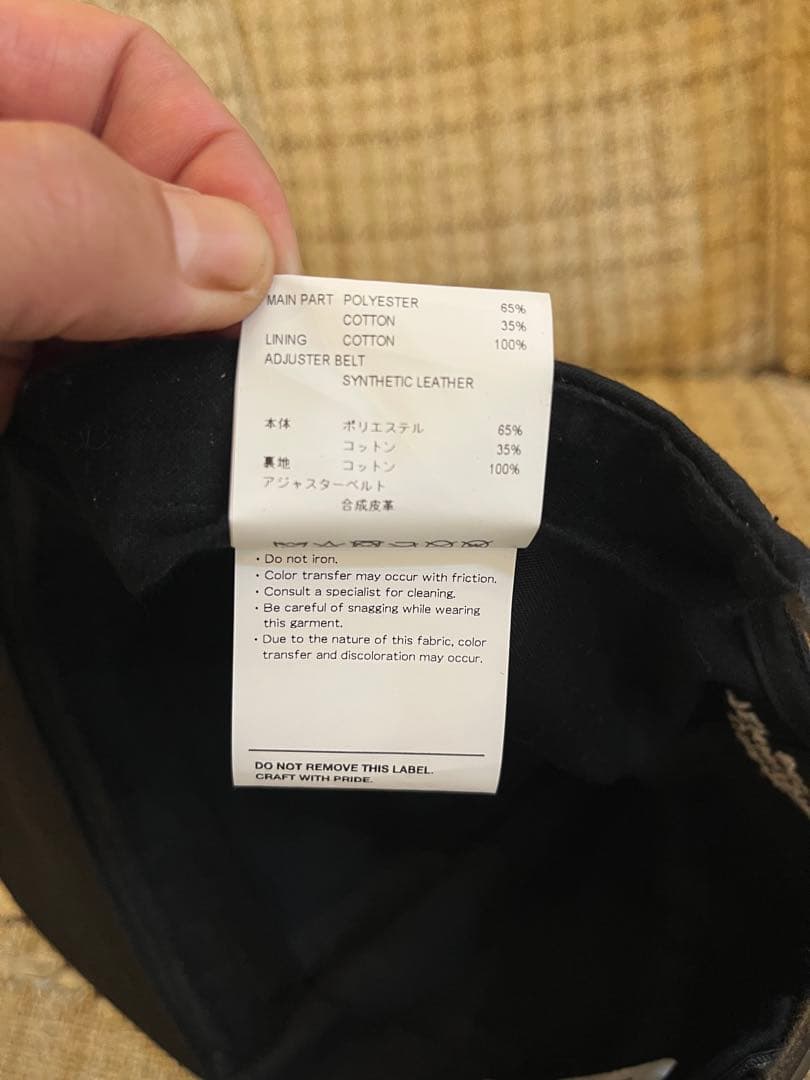 MAIN PART POLYESTER 65%
COTTON 35%
LINING COTTON 100%
ADJUSTER BELT
SYNTHETIC LEATHER
本体 ポリエステル 65%
コットン 35%
裏地 コットン 100%
アジャスターベルト
合成皮革
・Do not iron.
・Color transfer may occur with friction.
・Consult a specialist for cleaning.
・Be careful of snagging while wearing
this garment.
・Due to the nature of this fabric, color
transfer and discoloration may occur.
DO NOT REMOVE THIS LABEL.
CRAFT WITH PRIDE.